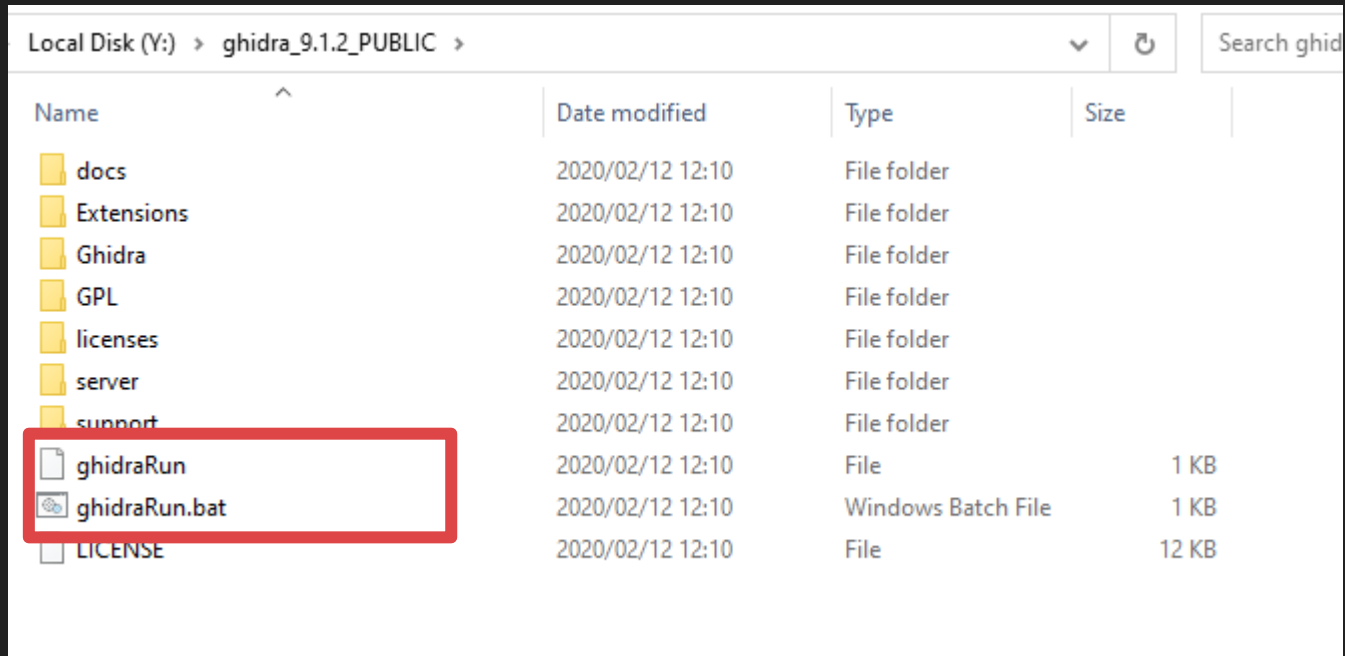 Local Disk (Y:) > ghidra_9.1.2_PUBLIC > Search ghid
Name Date modified Type Size
docs 2020/02/12 12:10 File folder
Extensions 2020/02/12 12:10 File folder
Ghidra 2020/02/12 12:10 File folder
GPL 2020/02/12 12:10 File folder
licenses 2020/02/12 12:10 File folder
server 2020/02/12 12:10 File folder
support 2020/02/12 12:10 File folder
ghidraRun 2020/02/12 12:10 File 1 KB
ghidraRun.bat 2020/02/12 12:10 Windows Batch File 1 KB
LICENSE 2020/02/12 12:10 File 12 KB